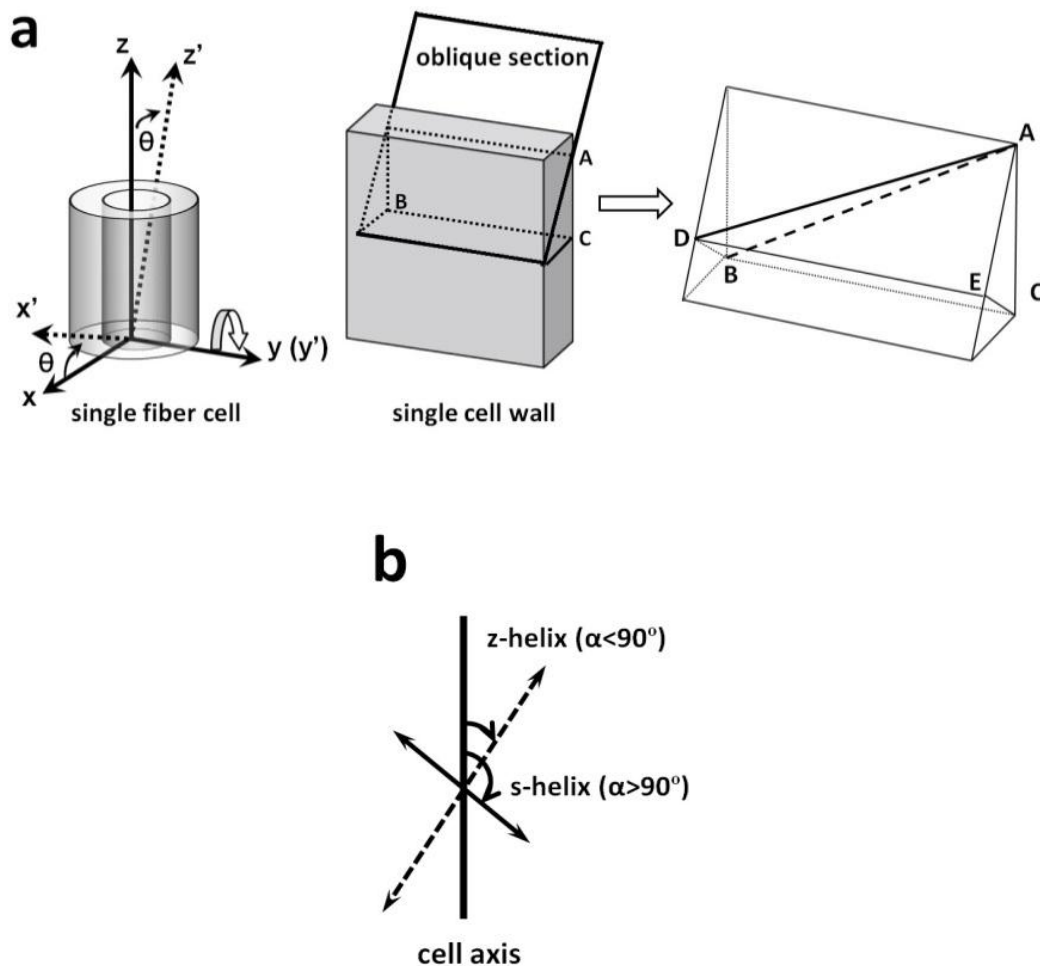 a
z
z’
θ
x’
θ
x
y (y’)
single fiber cell
oblique section
A
B
C
single cell wall
A
D
B
E
C
b
z-helix (α<90°)
s-helix (α>90°)
cell axis